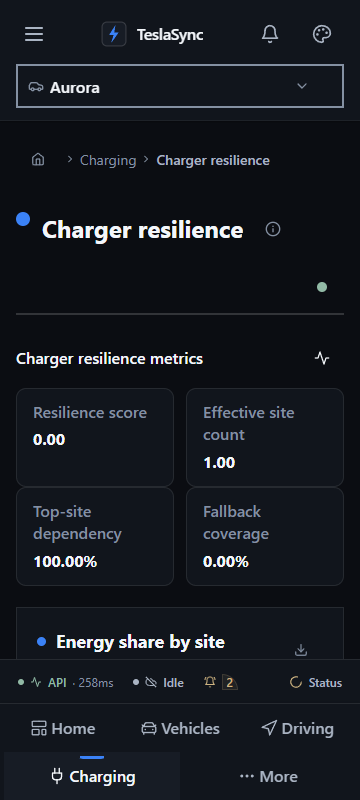 TeslaSync
Aurora
Charging Charger resilience
Charger resilience
Charger resilience metrics
Resilience score
0.00
Effective site
count
1.00
Top-site
dependency
100.00%
Fallback
coverage
0.00%
Energy share by site
API · 258ms Idle 2 Status
Home Vehicles Driving
Charging More